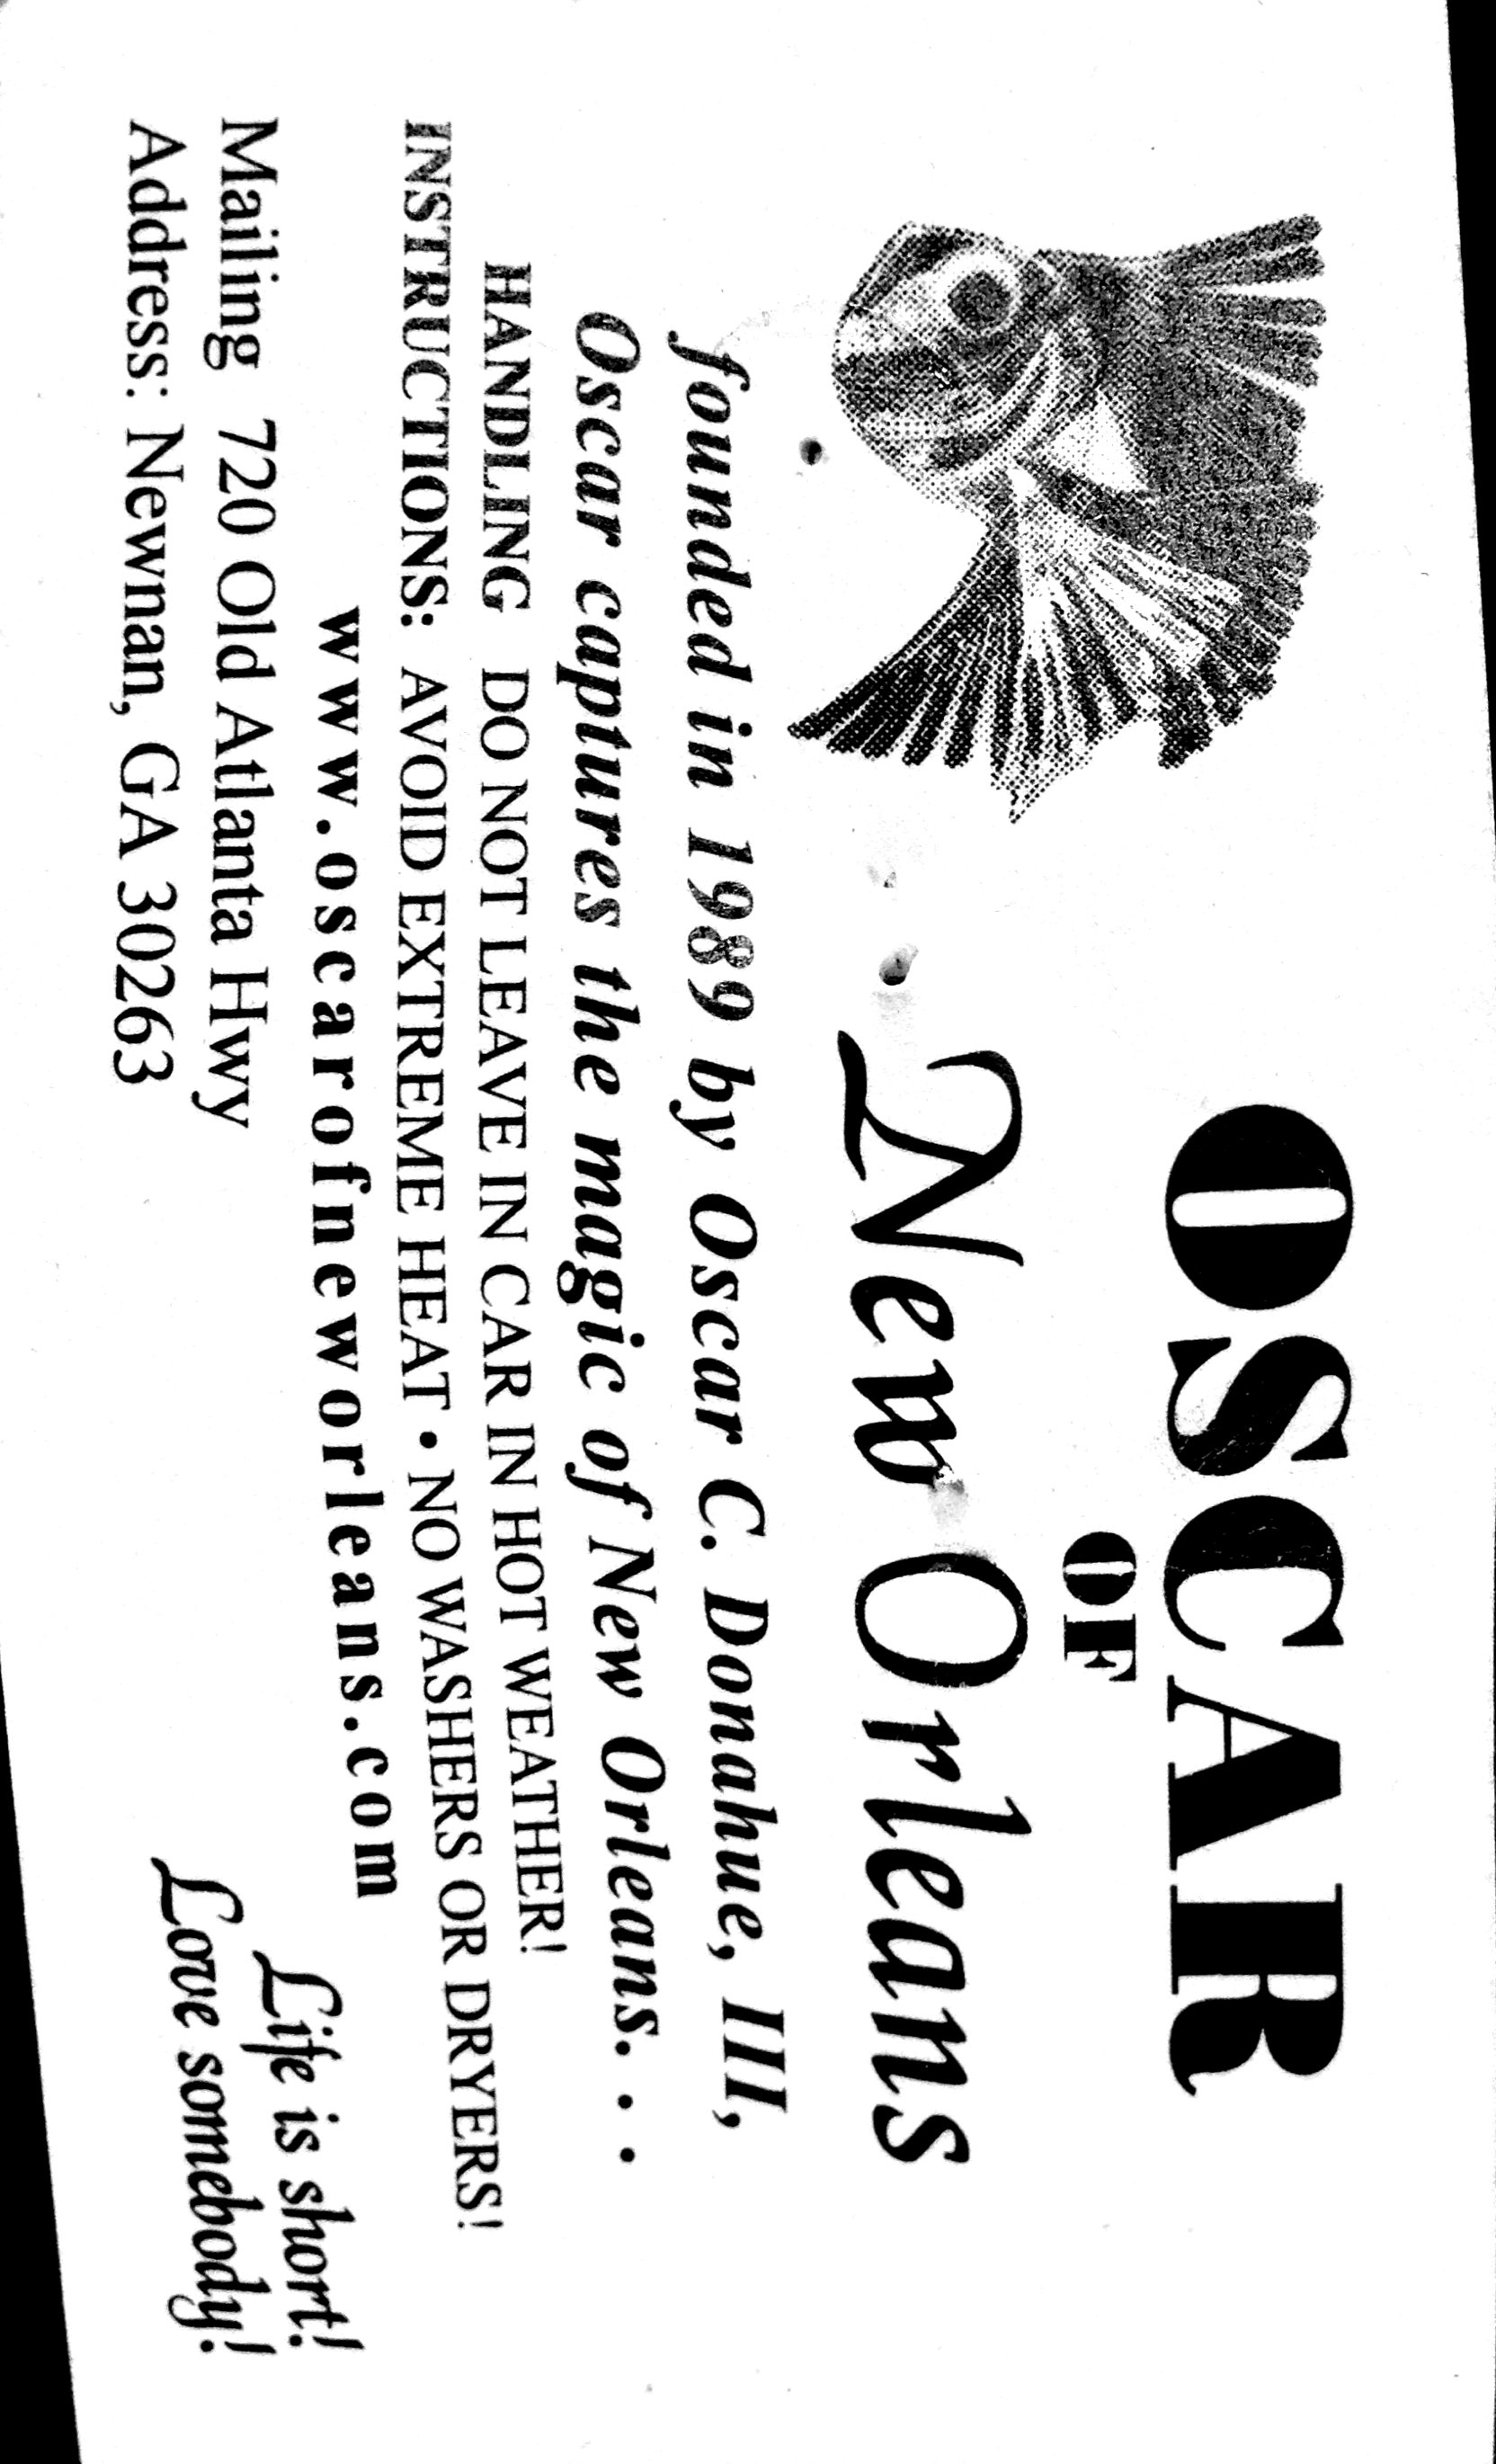 OSCAR
OF
New Orleans
founded in 1989 by Oscar C. Donahue, III,
Oscar captures the magic of New Orleans. . .
HANDLING DO NOT LEAVE IN CAR IN HOT WEATHER!
INSTRUCTIONS: AVOID EXTREME HEAT • NO WASHERS OR DRYERS!
www.oscarofneworleans.com
Mailing 720 Old Atlanta Hwy
Address: Newnan, GA 30263
Life is short!
Love somebody!